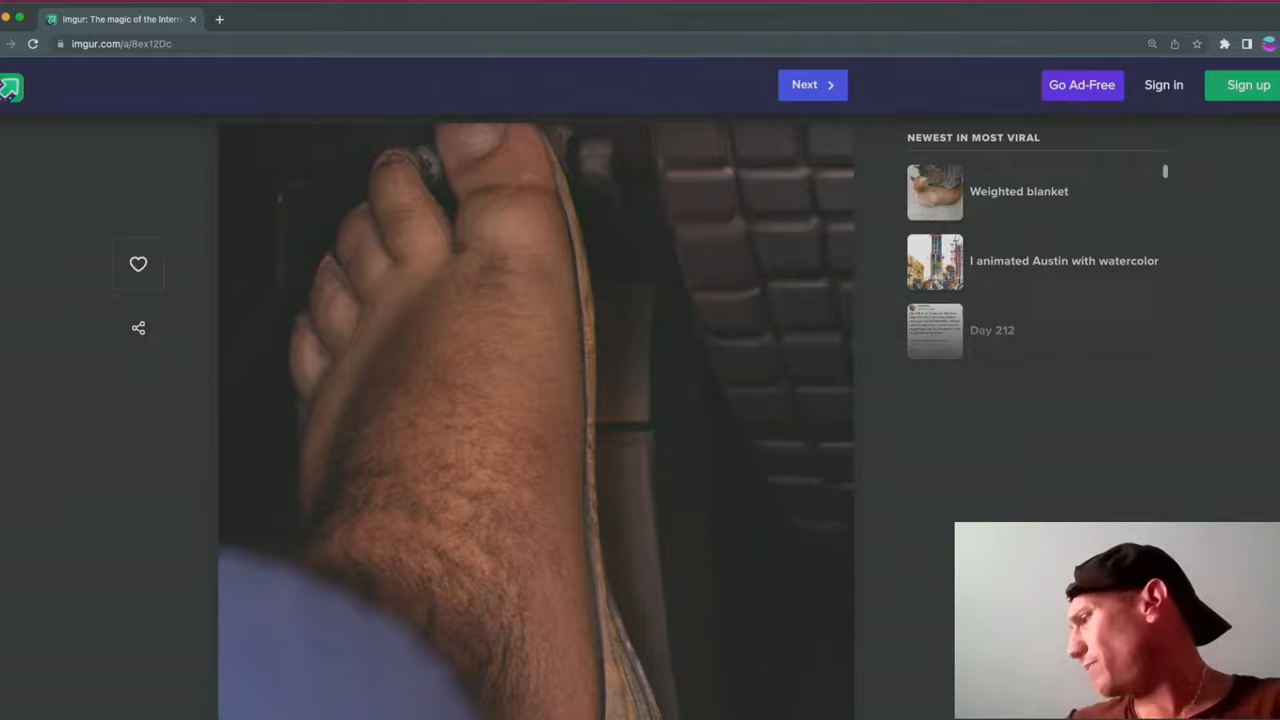 Imgur: The magic of the Intern
imgur.com/a/8ex12Dc
Next
Go Ad-Free
Sign in
Sign up
NEWEST IN MOST VIRAL
Weighted blanket
I animated Austin with watercolor
Day 212